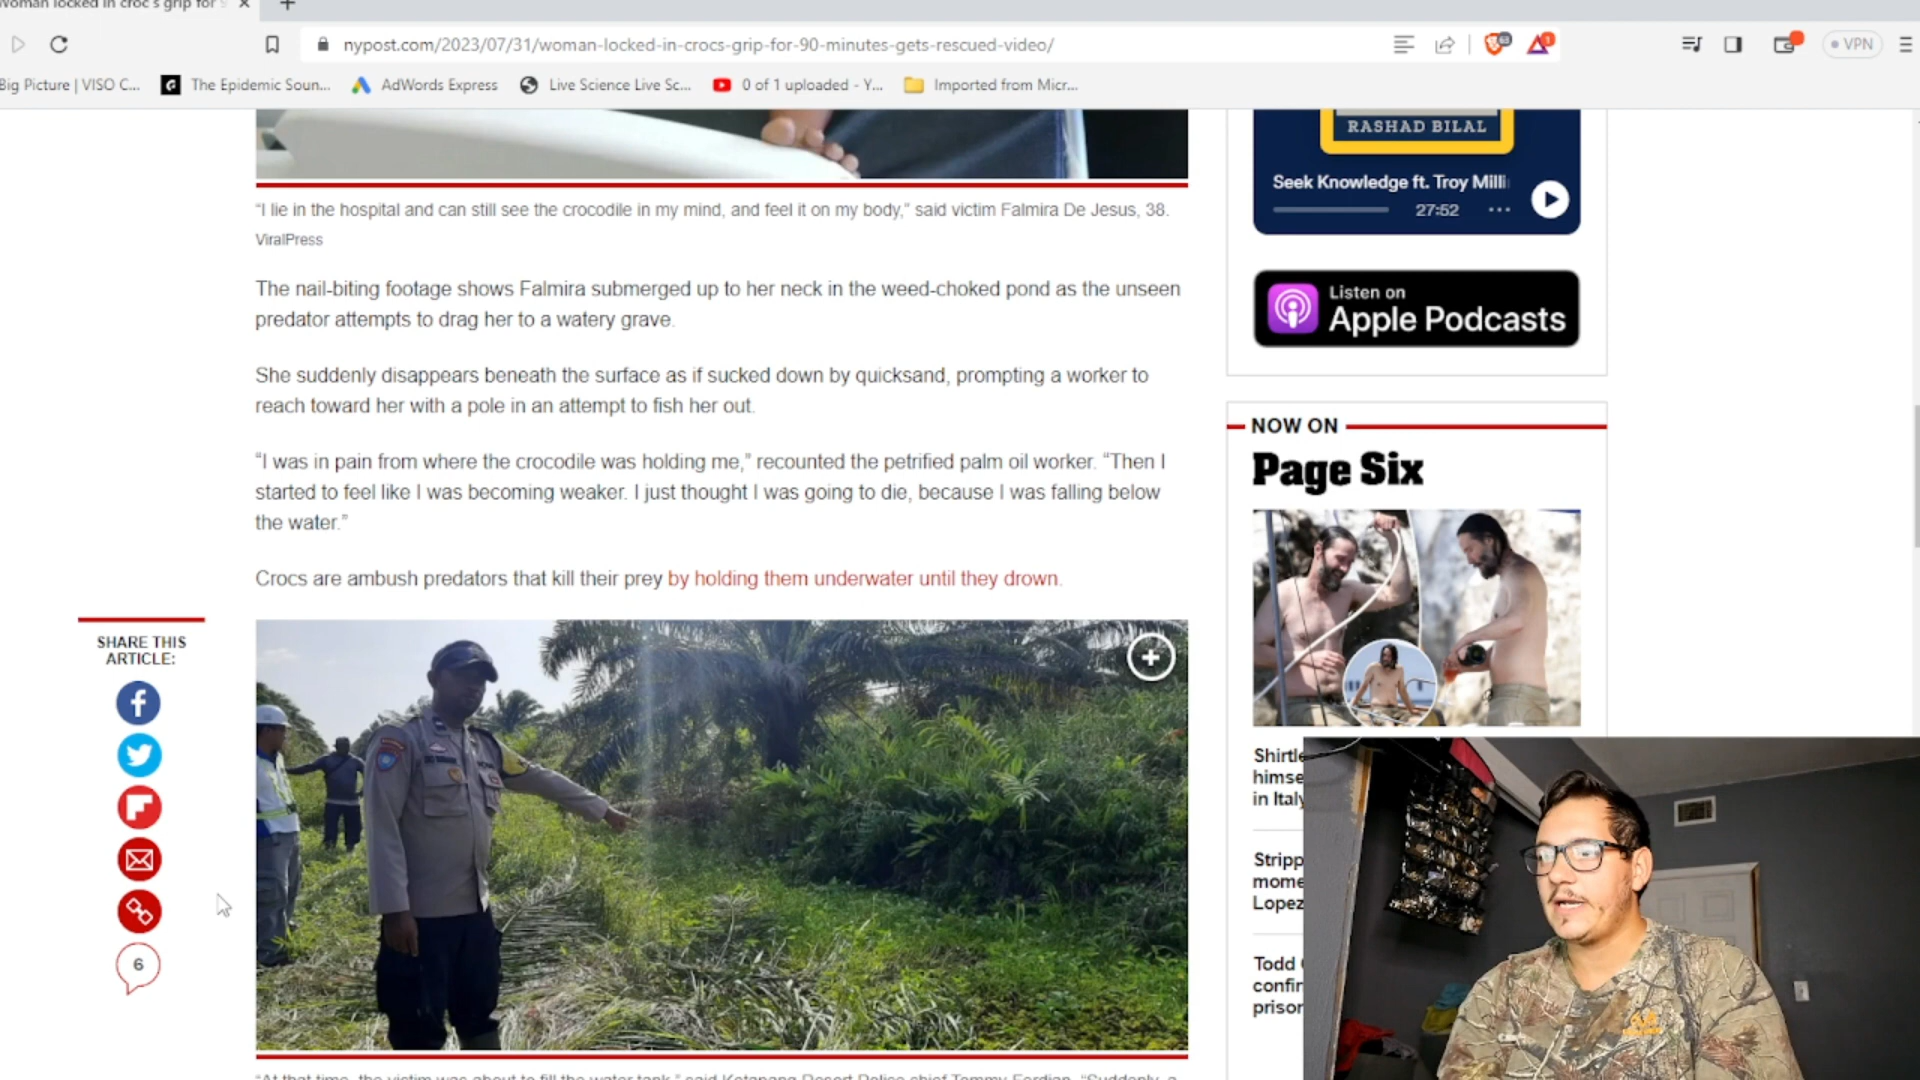 Woman locked in croc's grip for 9
nypost.com/2023/07/31/woman-locked-in-crocs-grip-for-90-minutes-gets-rescued-video/
VPN
Big Picture | VISO C...
The Epidemic Soun...
AdWords Express
Live Science Live Sc...
0 of 1 uploaded - Y...
Imported from Micr...
“I lie in the hospital and can still see the crocodile in my mind, and feel it on my body,” said victim Falmira De Jesus, 38.
ViralPress
The nail-biting footage shows Falmira submerged up to her neck in the weed-choked pond as the unseen
predator attempts to drag her to a watery grave.
She suddenly disappears beneath the surface as if sucked down by quicksand, prompting a worker to
reach toward her with a pole in an attempt to fish her out.
“I was in pain from where the crocodile was holding me,” recounted the petrified palm oil worker. “Then I
started to feel like I was becoming weaker. I just thought I was going to die, because I was falling below
the water.”
Crocs are ambush predators that kill their prey by holding them underwater until they drown.
SHARE THIS
ARTICLE:
6
“At that time, the victim was about to fill the water tank,” said Ketapang Resort Police chief Tommy Ferdian. “Suddenly, a
RASHAD BILAL
Seek Knowledge ft. Troy Milli
27:52
Listen on
Apple Podcasts
NOW ON
Page Six
Shirtle
himse
in Italy
Stripp
mome
Lopez
Todd
confir
prison